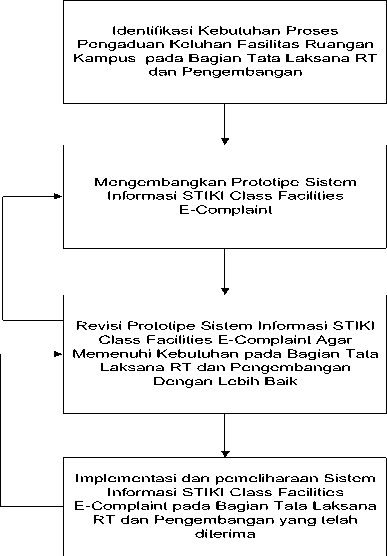 Identifikasi Kebutuhan Proses
Pengaduan Keluhan Fasilitas Ruangan
Kampus pada Bagian Tata Laksana RT
dan Pengembangan
Mengembangkan Prototipe Sistem
Informasi STIKI Class Facilities
E-Complaint
Revisi Prototipe Sistem Informasi STIKI
Class Facilities E-Complaint Agar
Memenuhi Kebutuhan pada Bagian Tata
Laksana RT dan Pengembangan
Dengan Lebih Baik
Implementasi dan pemeliharaan Sistem
Informasi STIKI Class Facilities
E-Complaint pada Bagian Tata Laksana
RT dan Pengembangan yang telah
diterima